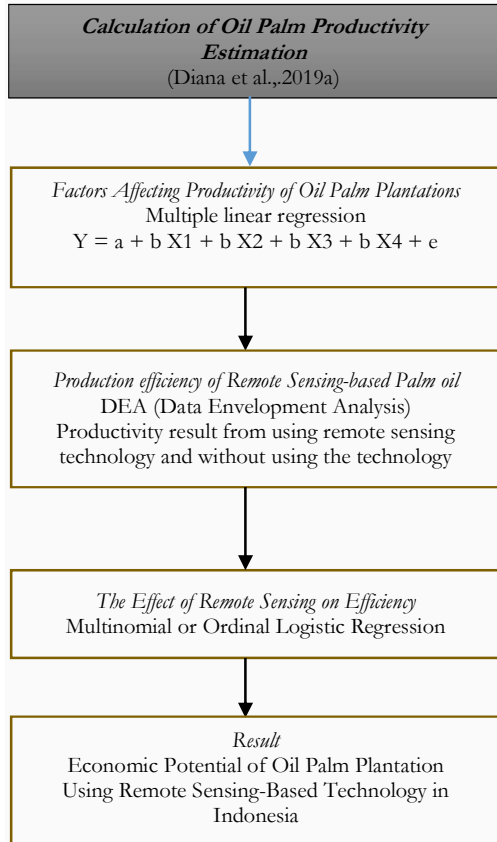 Calculation of Oil Palm Productivity
Estimation
(Diana et al.,.2019a)
Factors Affecting Productivity of Oil Palm Plantations
Multiple linear regression
Y = a + b X1 + b X2 + b X3 + b X4 + e
Production efficiency of Remote Sensing-based Palm oil
DEA (Data Envelopment Analysis)
Productivity result from using remote sensing
technology and without using the technology
The Effect of Remote Sensing on Efficiency
Multinomial or Ordinal Logistic Regression
Result
Economic Potential of Oil Palm Plantation
Using Remote Sensing-Based Technology in
Indonesia